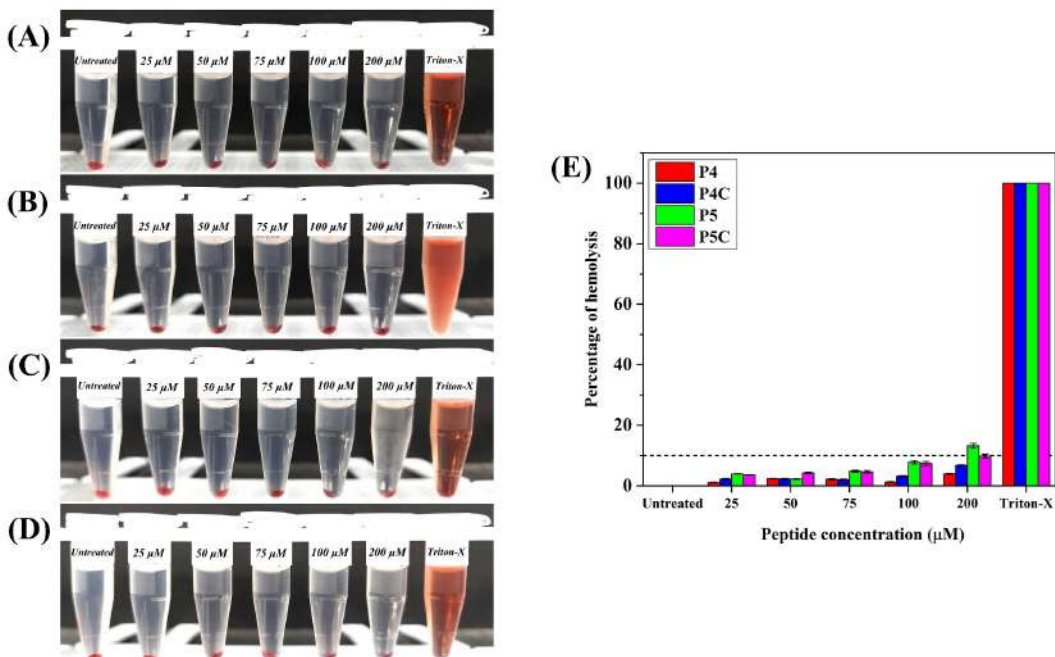 (A)
Untreated 25 µM 50 µM 75 µM 100 µM 200 µM Triton-X
(B)
Untreated 25 µM 50 µM 75 µM 100 µM 200 µM Triton-X
(C)
Untreated 25 µM 50 µM 75 µM 100 µM 200 µM Triton-X
(D)
Untreated 25 µM 50 µM 75 µM 100 µM 200 µM Triton-X
(E)
P4
P4C
P5
P5C
Percentage of hemolysis
100
80
60
40
20
0
Untreated 25 50 75 100 200 Triton-X
Peptide concentration (µM)